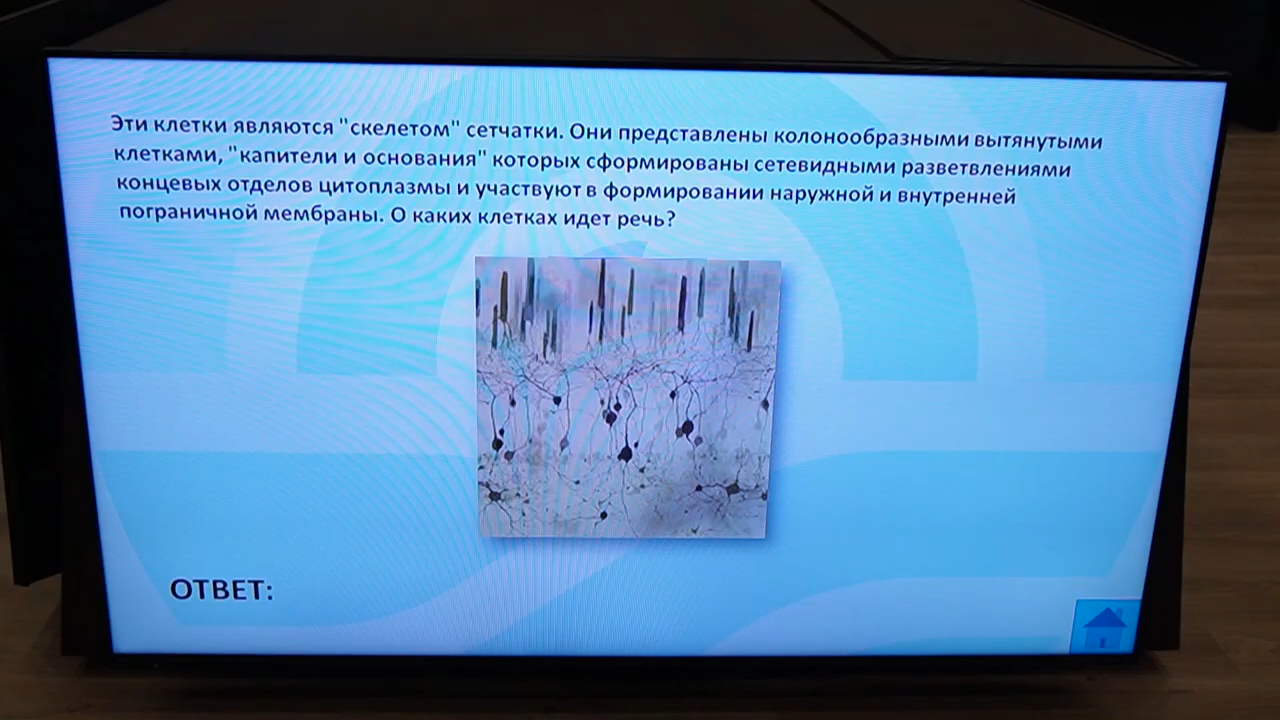 Эти клетки являются "скелетом" сетчатки. Они представлены колонообразными вытянутыми
клетками, "капители и основания" которых сформированы сетевидными разветвлениями
концевых отделов цитоплазмы и участвуют в формировании наружной и внутренней
пограничной мембраны. О каких клетках идет речь?
ОТВЕТ: